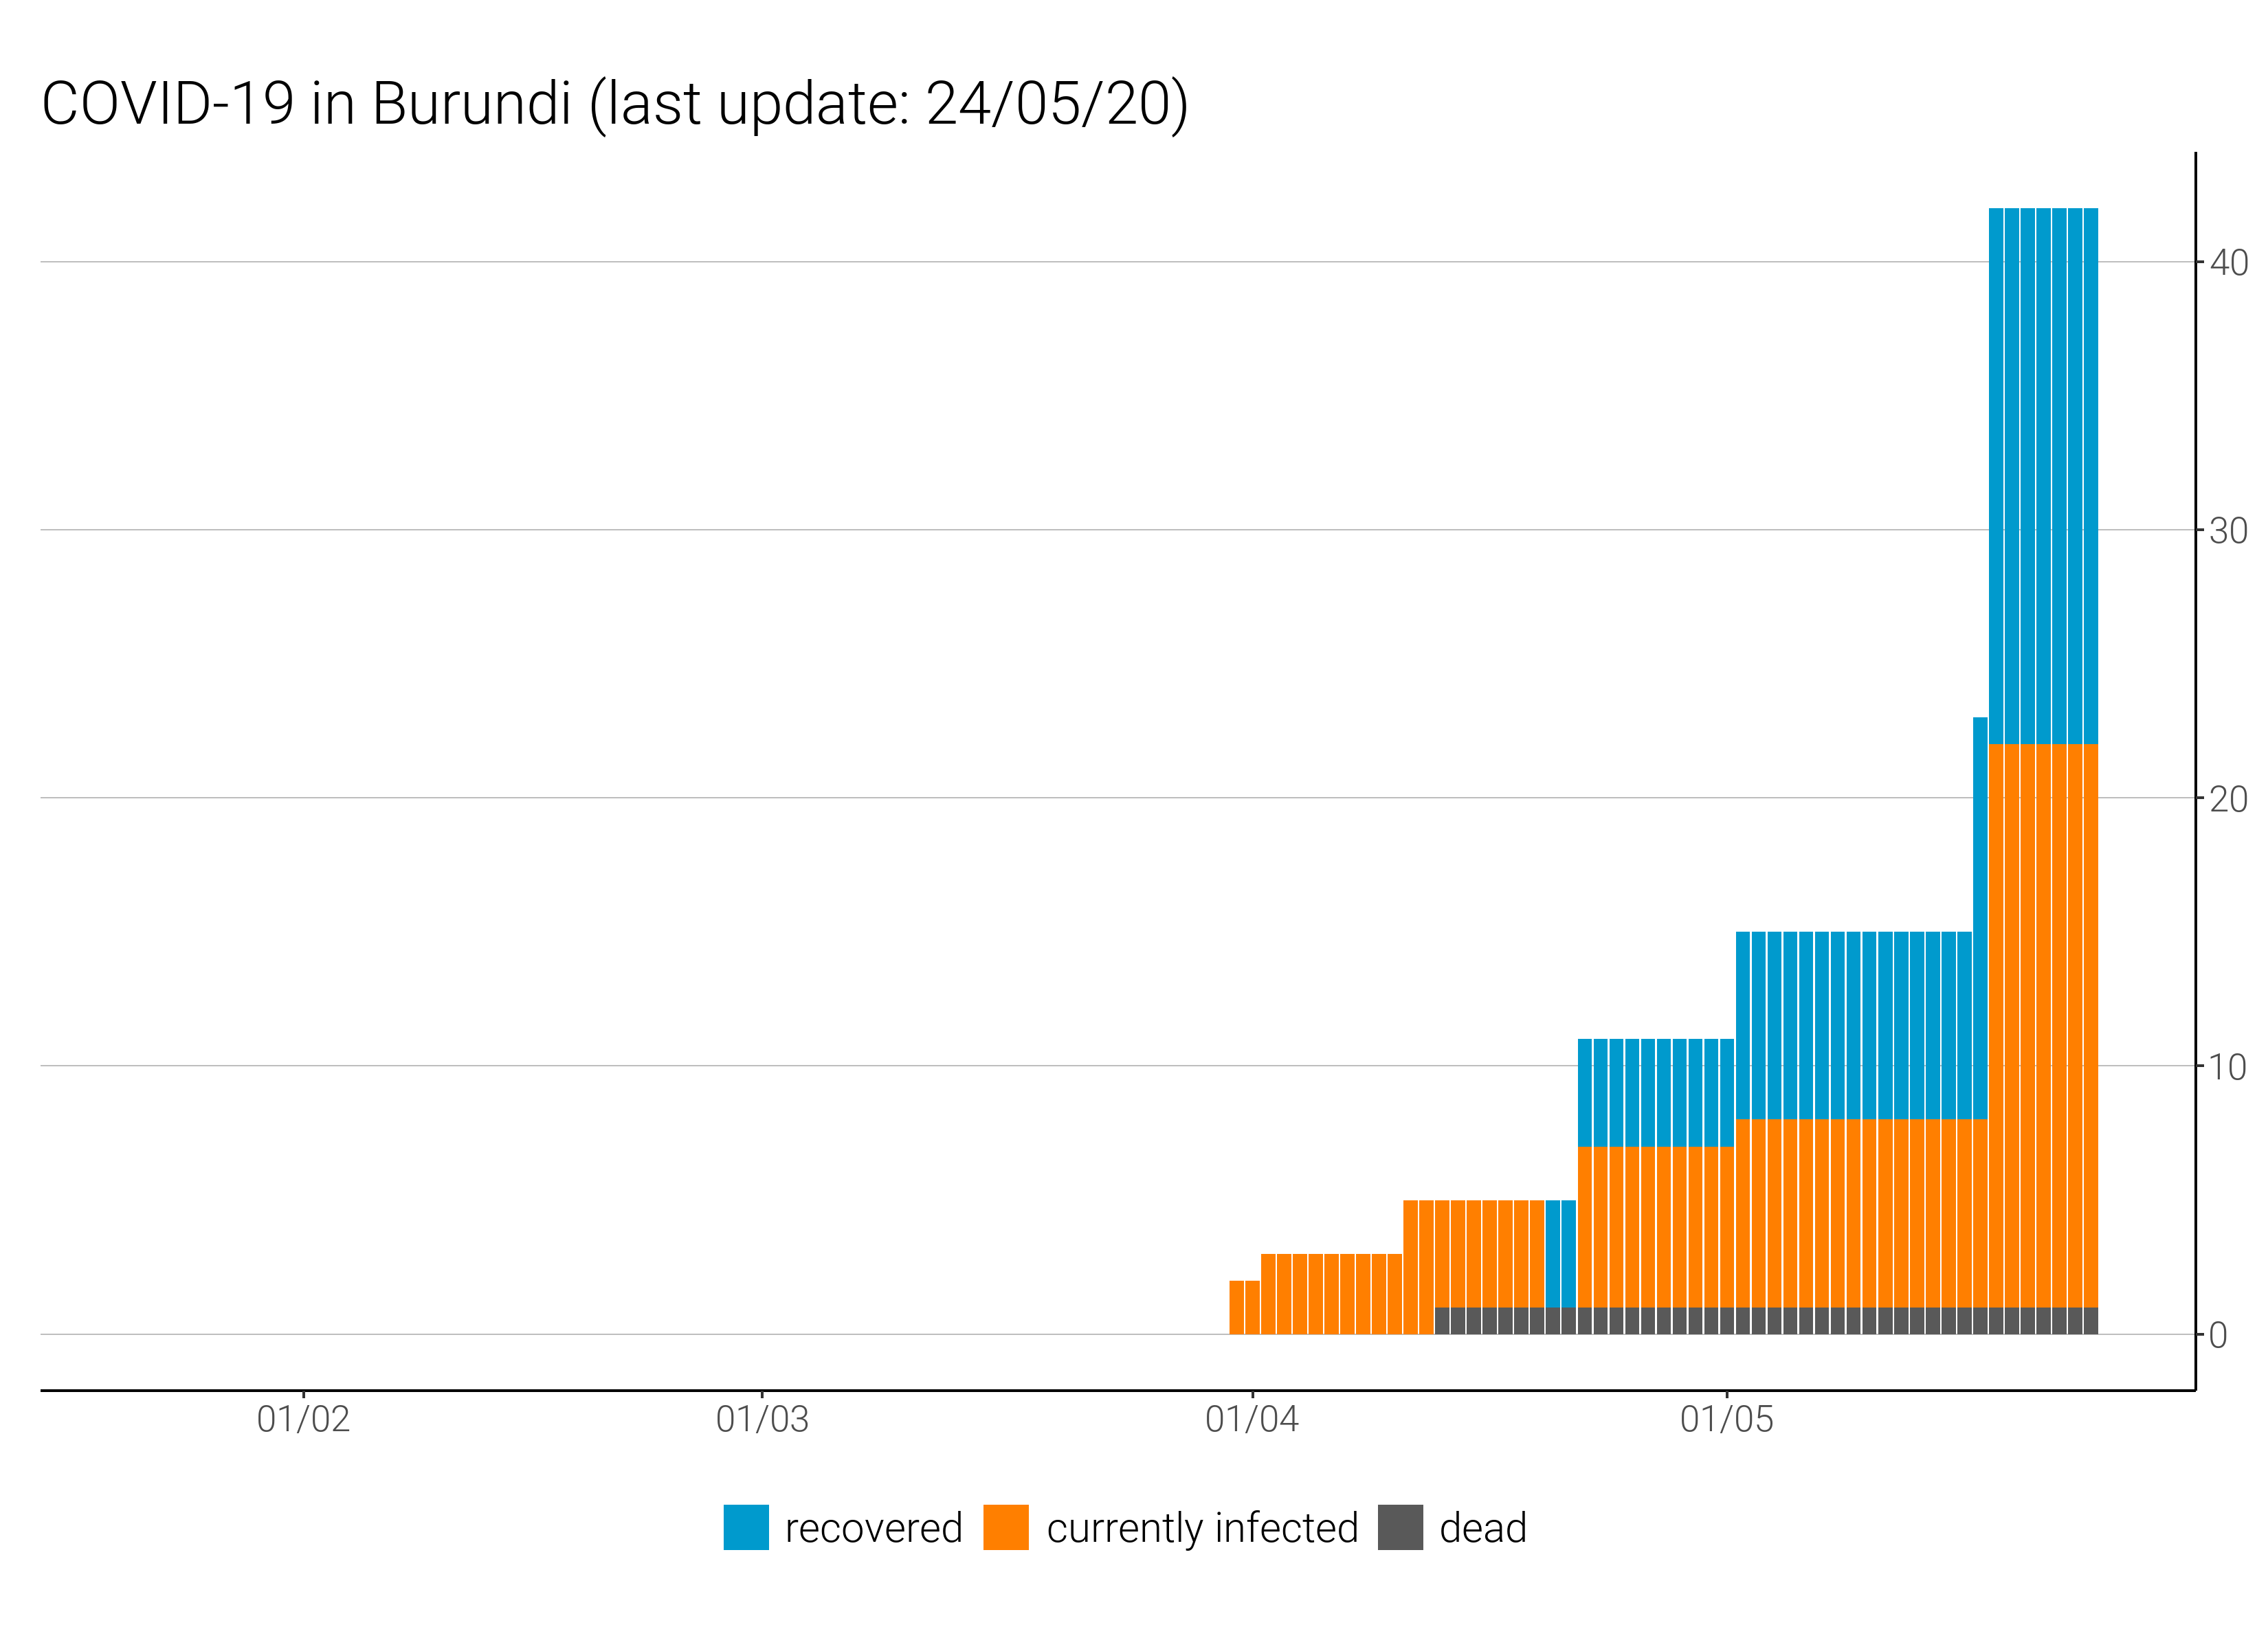 COVID-19 in Burundi (last update: 24/05/20)
40
30
20
10
0
01/02 01/03 01/04 01/05
recovered currently infected dead